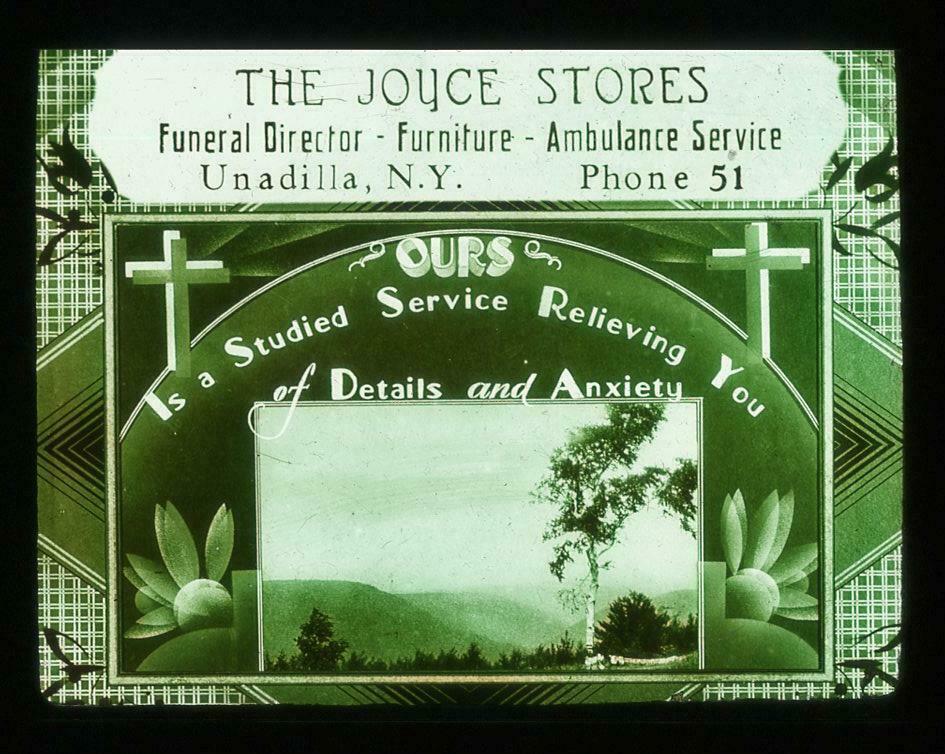 THE JOYCE STORES
Funeral Director - Furniture - Ambulance Service
Unadilla, N.Y. Phone 51
OURS
Is a Studied Service Relieving You
of Details and Anxiety